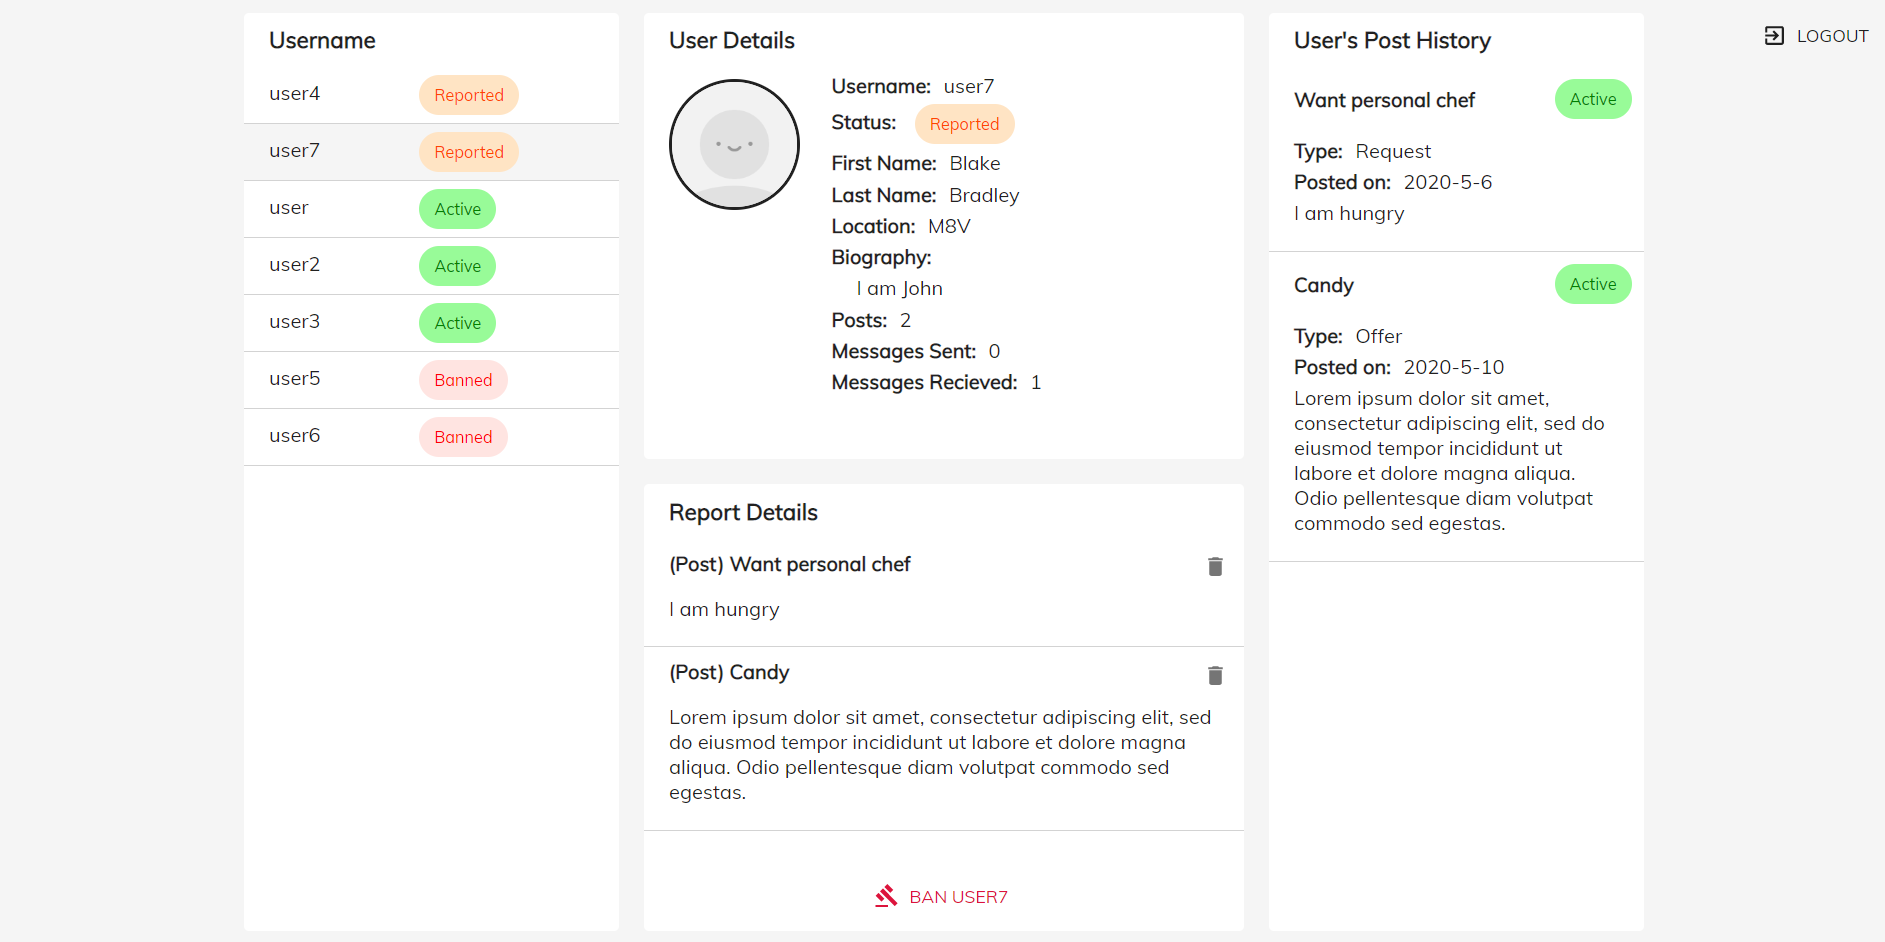 Username
user4 Reported
user7 Reported
user Active
user2 Active
user3 Active
user5 Banned
user6 Banned
User Details
Username: user7
Status: Reported
First Name: Blake
Last Name: Bradley
Location: M8V
Biography:
I am John
Posts: 2
Messages Sent: 0
Messages Recieved: 1
Report Details
(Post) Want personal chef
I am hungry
(Post) Candy
Lorem ipsum dolor sit amet, consectetur adipiscing elit, sed
do eiusmod tempor incididunt ut labore et dolore magna
aliqua. Odio pellentesque diam volutpat commodo sed
egestas.
BAN USER7
User's Post History
Want personal chef Active
Type: Request
Posted on: 2020-5-6
I am hungry
Candy Active
Type: Offer
Posted on: 2020-5-10
Lorem ipsum dolor sit amet,
consectetur adipiscing elit, sed do
eiusmod tempor incididunt ut
labore et dolore magna aliqua.
Odio pellentesque diam volutpat
commodo sed egestas.
LOGOUT